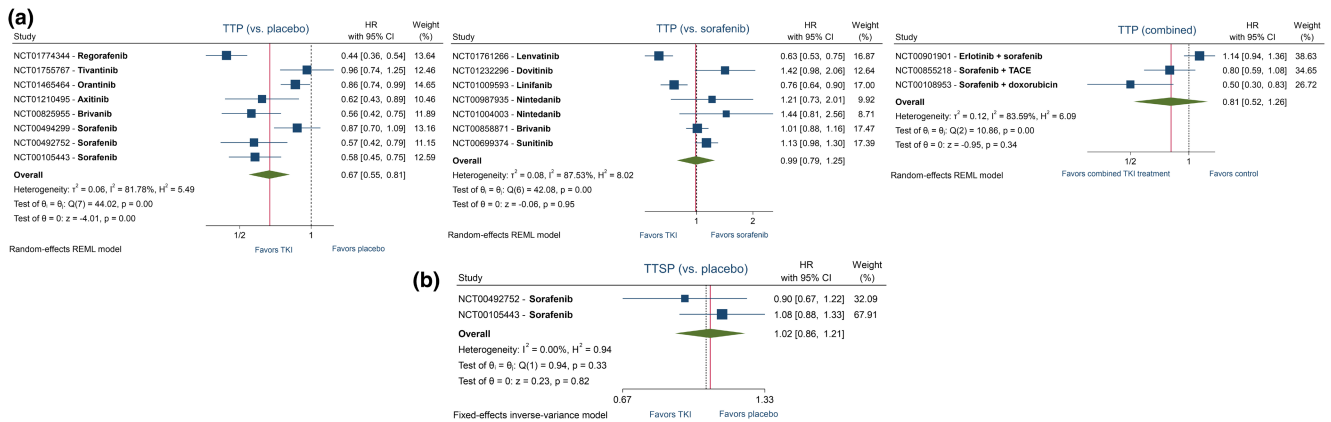 (a)
TTP (vs. placebo)
HR Weight
Study with 95% CI (%)
NCT01774344 - Regorafenib 0.44 [0.36, 0.54] 13.64
NCT01755767 - Tivantinib 0.96 [0.74, 1.25] 12.46
NCT01465464 - Orantinib 0.86 [0.74, 0.99] 14.65
NCT01210495 - Axitinib 0.62 [0.43, 0.89] 10.46
NCT00825955 - Brivanib 0.56 [0.42, 0.75] 11.89
NCT00494299 - Sorafenib 0.87 [0.70, 1.09] 13.16
NCT00492752 - Sorafenib 0.57 [0.42, 0.79] 11.15
NCT00105443 - Sorafenib 0.58 [0.45, 0.75] 12.59
Overall 0.67 [0.55, 0.81]
Heterogeneity: τ² = 0.06, I² = 81.78%, H² = 5.49
Test of θᵢ = θⱼ: Q(7) = 44.02, p = 0.00
Test of θ = 0: z = -4.01, p = 0.00
1/2 1
Random-effects REML model Favors TKI Favors placebo
TTP (vs. sorafenib)
HR Weight
Study with 95% CI (%)
NCT01761266 - Lenvatinib 0.63 [0.53, 0.75] 16.87
NCT01232296 - Dovitinib 1.42 [0.98, 2.06] 12.64
NCT01009593 - Linifanib 0.76 [0.64, 0.90] 17.00
NCT00987935 - Nintedanib 1.21 [0.73, 2.01] 9.92
NCT01004003 - Nintedanib 1.44 [0.81, 2.56] 8.71
NCT00858871 - Brivanib 1.01 [0.88, 1.16] 17.47
NCT00699374 - Sunitinib 1.13 [0.98, 1.30] 17.39
Overall 0.99 [0.79, 1.25]
Heterogeneity: τ² = 0.08, I² = 87.53%, H² = 8.02
Test of θᵢ = θⱼ: Q(6) = 42.08, p = 0.00
Test of θ = 0: z = -0.06, p = 0.95
1 2
Random-effects REML model Favors TKI Favors sorafenib
TTP (combined)
HR Weight
Study with 95% CI (%)
NCT00901901 - Erlotinib + sorafenib 1.14 [0.94, 1.36] 38.63
NCT00855218 - Sorafenib + TACE 0.80 [0.59, 1.08] 34.65
NCT00108953 - Sorafenib + doxorubicin 0.50 [0.30, 0.83] 26.72
Overall 0.81 [0.52, 1.26]
Heterogeneity: τ² = 0.12, I² = 83.59%, H² = 6.09
Test of θᵢ = θⱼ: Q(2) = 10.86, p = 0.00
Test of θ = 0: z = -0.95, p = 0.34
1/2 1
Favors combined TKI treatment Favors control
Random-effects REML model
(b)
TTSP (vs. placebo)
HR Weight
Study with 95% CI (%)
NCT00492752 - Sorafenib 0.90 [0.67, 1.22] 32.09
NCT00105443 - Sorafenib 1.08 [0.88, 1.33] 67.91
Overall 1.02 [0.86, 1.21]
Heterogeneity: I² = 0.00%, H² = 0.94
Test of θᵢ = θⱼ: Q(1) = 0.94, p = 0.33
Test of θ = 0: z = 0.23, p = 0.82
0.67 1.33
Fixed-effects inverse-variance model Favors TKI Favors placebo